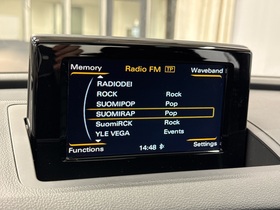 Memory Radio FM TP Waveband
RADIODEI
ROCK Rock
SUOMIPOP Pop
SUOMIRAP Pop
SuomiRCK Rock
YLE VEGA Events
Functions 14:48 Settings